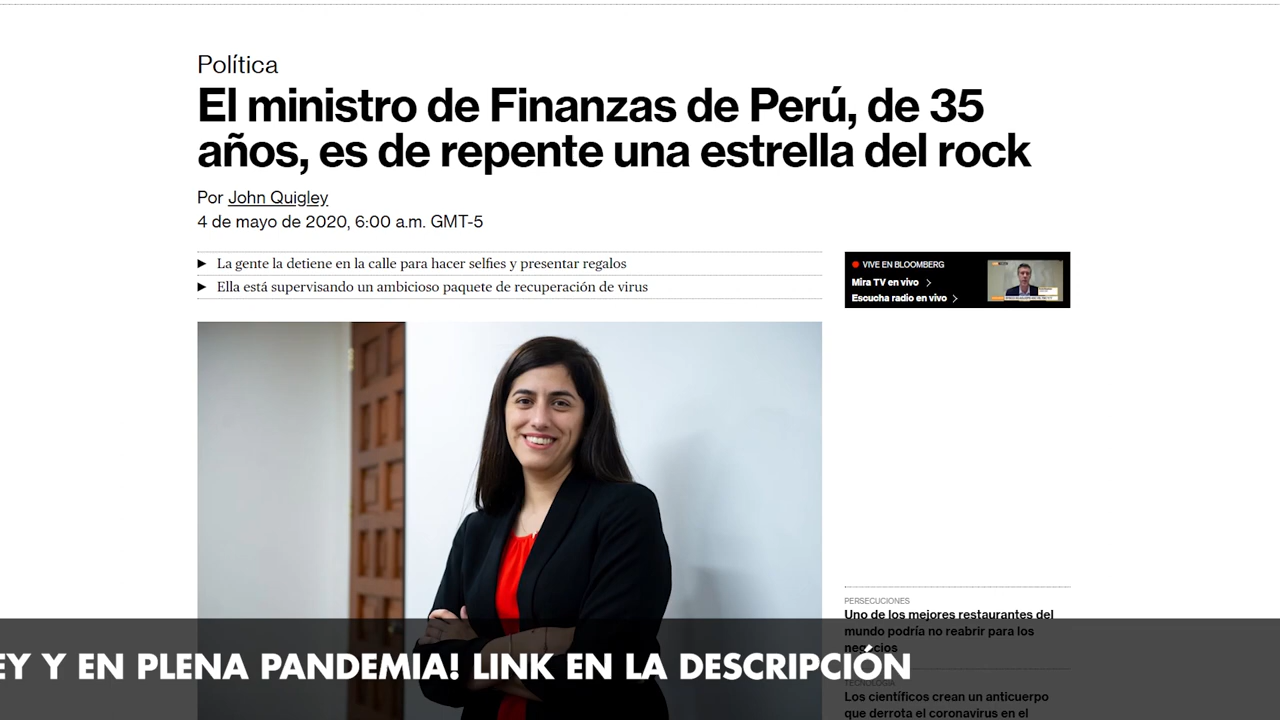 Política
El ministro de Finanzas de Perú, de 35
años, es de repente una estrella del rock
Por John Quigley
4 de mayo de 2020, 6:00 a.m. GMT-5
La gente la detiene en la calle para hacer selfies y presentar regalos
Ella está supervisando un ambicioso paquete de recuperación de virus
VIVE EN BLOOMBERG
Mira TV en vivo
Escucha radio en vivo
PERSECUCIONES
Uno de los mejores restaurantes del
mundo podría no reabrir para los
negocios
EY Y EN PLENA PANDEMIA! LINK EN LA DESCRIPCIÓN
TECNOLOGÍA
Los científicos crean un anticuerpo
que derrota el coronavirus en el